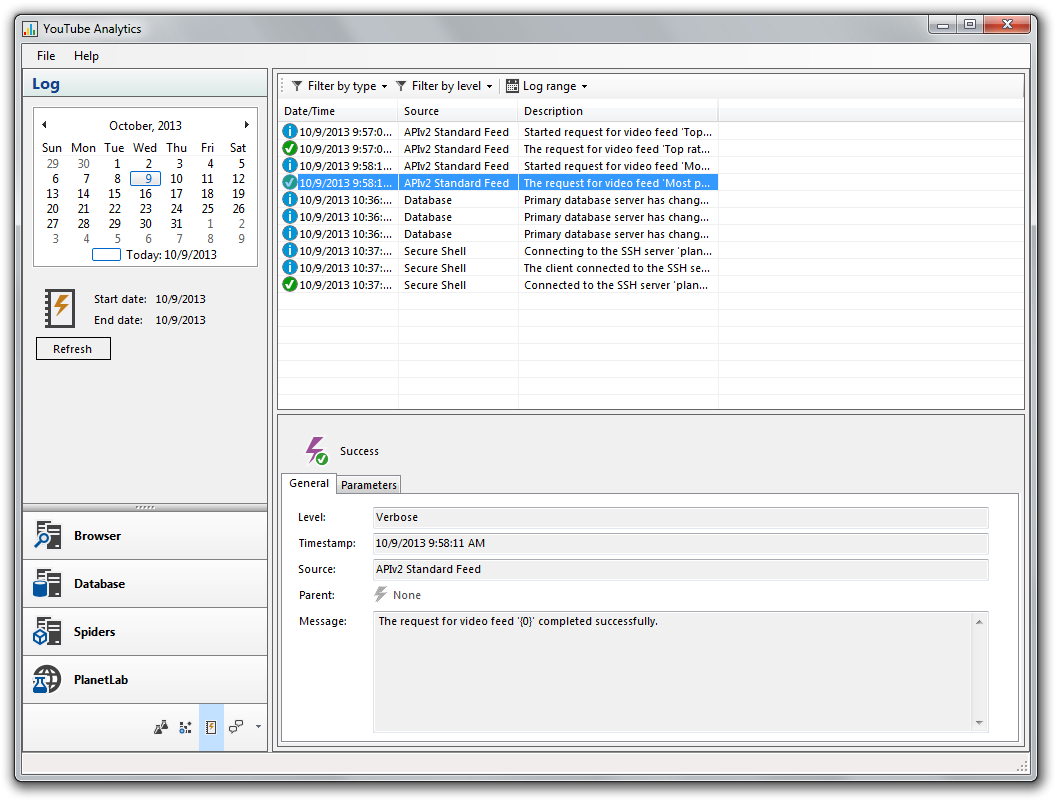 YouTube Analytics
File Help
Log
October, 2013
Sun Mon Tue Wed Thu Fri Sat
29 30 1 2 3 4 5
6 7 8 9 10 11 12
13 14 15 16 17 18 19
20 21 22 23 24 25 26
27 28 29 30 31 1 2
3 4 5 6 7 8 9
Today: 10/9/2013
Start date: 10/9/2013
End date: 10/9/2013
Refresh
Browser
Database
Spiders
PlanetLab
Filter by type Filter by level Log range
Date/Time Source Description
10/9/2013 9:57:0... APIv2 Standard Feed Started request for video feed 'Top...
10/9/2013 9:57:0... APIv2 Standard Feed The request for video feed 'Top rat...
10/9/2013 9:58:1... APIv2 Standard Feed Started request for video feed 'Mo...
10/9/2013 9:58:1... APIv2 Standard Feed The request for video feed 'Most p...
10/9/2013 10:36:... Database Primary database server has chang...
10/9/2013 10:36:... Database Primary database server has chang...
10/9/2013 10:36:... Database Primary database server has chang...
10/9/2013 10:37:... Secure Shell Connecting to the SSH server 'plan...
10/9/2013 10:37:... Secure Shell The client connected to the SSH se...
10/9/2013 10:37:... Secure Shell Connected to the SSH server 'plan...
Success
General Parameters
Level: Verbose
Timestamp: 10/9/2013 9:58:11 AM
Source: APIv2 Standard Feed
Parent: None
Message: The request for video feed '{0}' completed successfully.